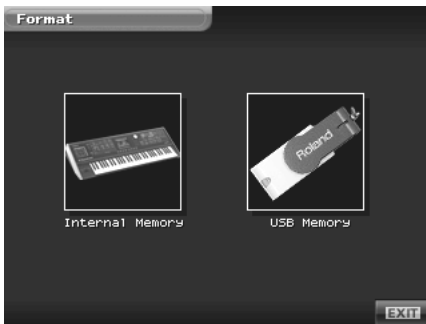 Format
Roland
Internal Memory
USB Memory
EXIT